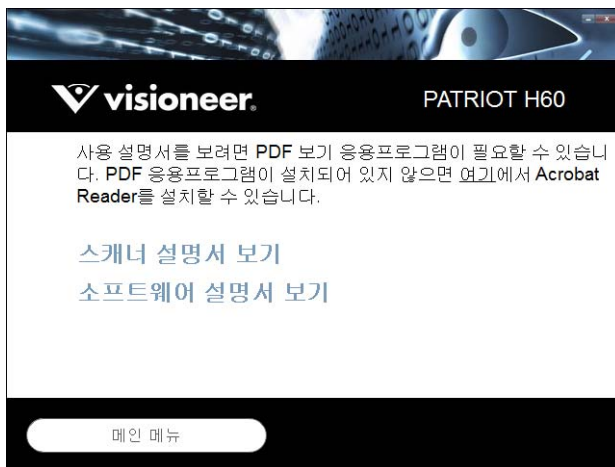 visioneer®
PATRIOT H60
사용 설명서를 보려면 PDF 보기 응용프로그램이 필요할 수 있습니
다. PDF 응용프로그램이 설치되어 있지 않으면 여기에서 Acrobat
Reader를 설치할 수 있습니다.
스캐너 설명서 보기
소프트웨어 설명서 보기
메인 메뉴